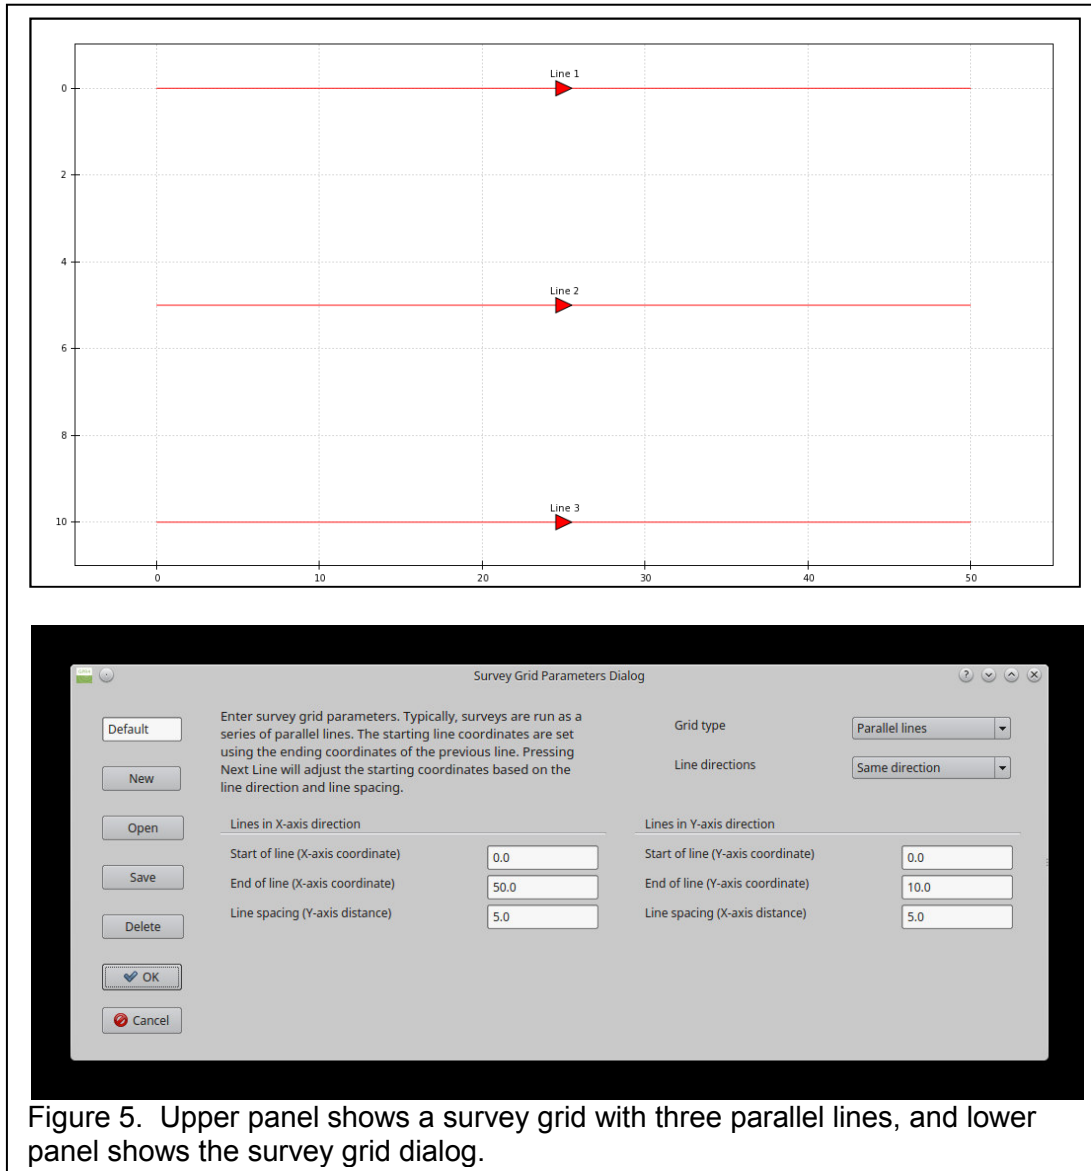 Line 1
0
2
4
Line 2
6
8
Line 3
10
0 10 20 30 40 50
Survey Grid Parameters Dialog
Default
New
Open
Save
Delete
OK
Cancel
Enter survey grid parameters. Typically, surveys are run as a
series of parallel lines. The starting line coordinates are set
using the ending coordinates of the previous line. Pressing
Next Line will adjust the starting coordinates based on the
line direction and line spacing.
Grid type Parallel lines
Line directions Same direction
Lines in X-axis direction
Start of line (X-axis coordinate) 0.0
End of line (X-axis coordinate) 50.0
Line spacing (Y-axis distance) 5.0
Lines in Y-axis direction
Start of line (Y-axis coordinate) 0.0
End of line (Y-axis coordinate) 10.0
Line spacing (X-axis distance) 5.0
Figure 5. Upper panel shows a survey grid with three parallel lines, and lower
panel shows the survey grid dialog.